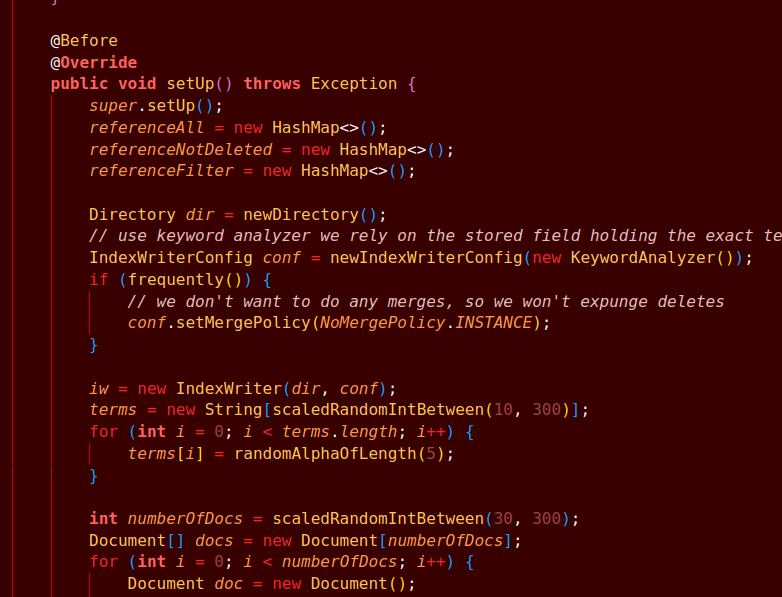 }
@Before
@Override
public void setUp() throws Exception {
super.setUp();
referenceAll = new HashMap<>();
referenceNotDeleted = new HashMap<>();
referenceFilter = new HashMap<>();
Directory dir = newDirectory();
// use keyword analyzer we rely on the stored field holding the exact te
IndexWriterConfig conf = newIndexWriterConfig(new KeywordAnalyzer());
if (frequently()) {
// we don't want to do any merges, so we won't expunge deletes
conf.setMergePolicy(NoMergePolicy.INSTANCE);
}
iw = new IndexWriter(dir, conf);
terms = new String[scaledRandomIntBetween(10, 300)];
for (int i = 0; i < terms.length; i++) {
terms[i] = randomAlphaOfLength(5);
}
int numberOfDocs = scaledRandomIntBetween(30, 300);
Document[] docs = new Document[numberOfDocs];
for (int i = 0; i < numberOfDocs; i++) {
Document doc = new Document();